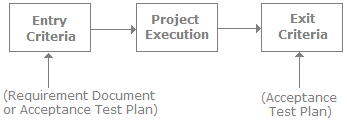 Entry
Criteria
Project
Execution
Exit
Criteria
(Requirement Document
or Acceptance Test Plan)
(Acceptance
Test Plan)